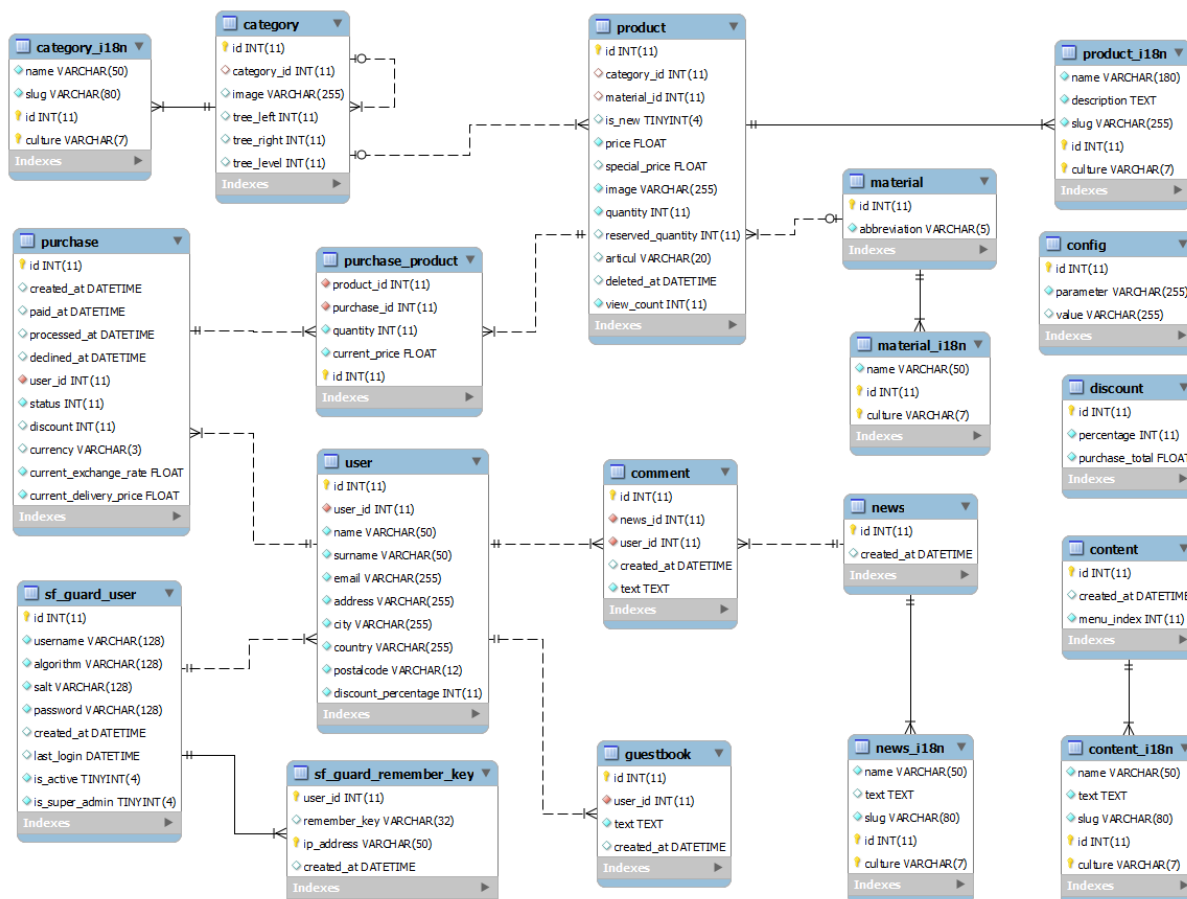 category_i18n
name VARCHAR(50)
slug VARCHAR(80)
id INT(11)
culture VARCHAR(7)
Indexes
category
id INT(11)
category_id INT(11)
image VARCHAR(255)
tree_left INT(11)
tree_right INT(11)
tree_level INT(11)
Indexes
product
id INT(11)
category_id INT(11)
material_id INT(11)
is_new TINYINT(4)
price FLOAT
special_price FLOAT
image VARCHAR(255)
quantity INT(11)
reserved_quantity INT(11)
articul VARCHAR(20)
deleted_at DATETIME
view_count INT(11)
Indexes
product_i18n
name VARCHAR(180)
description TEXT
slug VARCHAR(255)
id INT(11)
culture VARCHAR(7)
Indexes
material
id INT(11)
abbreviation VARCHAR(5)
Indexes
purchase
id INT(11)
created_at DATETIME
paid_at DATETIME
processed_at DATETIME
declined_at DATETIME
user_id INT(11)
status INT(11)
discount INT(11)
currency VARCHAR(3)
current_exchange_rate FLOAT
current_delivery_price FLOAT
Indexes
purchase_product
product_id INT(11)
purchase_id INT(11)
quantity INT(11)
current_price FLOAT
id INT(11)
Indexes
config
id INT(11)
parameter VARCHAR(255)
value VARCHAR(255)
Indexes
material_i18n
name VARCHAR(50)
id INT(11)
culture VARCHAR(7)
Indexes
discount
id INT(11)
percentage INT(11)
purchase_total FLOAT
Indexes
user
id INT(11)
user_id INT(11)
name VARCHAR(50)
surname VARCHAR(50)
email VARCHAR(255)
address VARCHAR(255)
city VARCHAR(255)
country VARCHAR(255)
postalcode VARCHAR(12)
discount_percentage INT(11)
Indexes
comment
id INT(11)
news_id INT(11)
user_id INT(11)
created_at DATETIME
text TEXT
Indexes
news
id INT(11)
created_at DATETIME
Indexes
content
id INT(11)
created_at DATETIME
menu_index INT(11)
Indexes
sf_guard_user
id INT(11)
username VARCHAR(128)
algorithm VARCHAR(128)
salt VARCHAR(128)
password VARCHAR(128)
created_at DATETIME
last_login DATETIME
is_active TINYINT(4)
is_super_admin TINYINT(4)
Indexes
sf_guard_remember_key
user_id INT(11)
remember_key VARCHAR(32)
ip_address VARCHAR(50)
created_at DATETIME
Indexes
guestbook
id INT(11)
user_id INT(11)
text TEXT
created_at DATETIME
Indexes
news_i18n
name VARCHAR(50)
text TEXT
slug VARCHAR(80)
id INT(11)
culture VARCHAR(7)
Indexes
content_i18n
name VARCHAR(50)
text TEXT
slug VARCHAR(80)
id INT(11)
culture VARCHAR(7)
Indexes